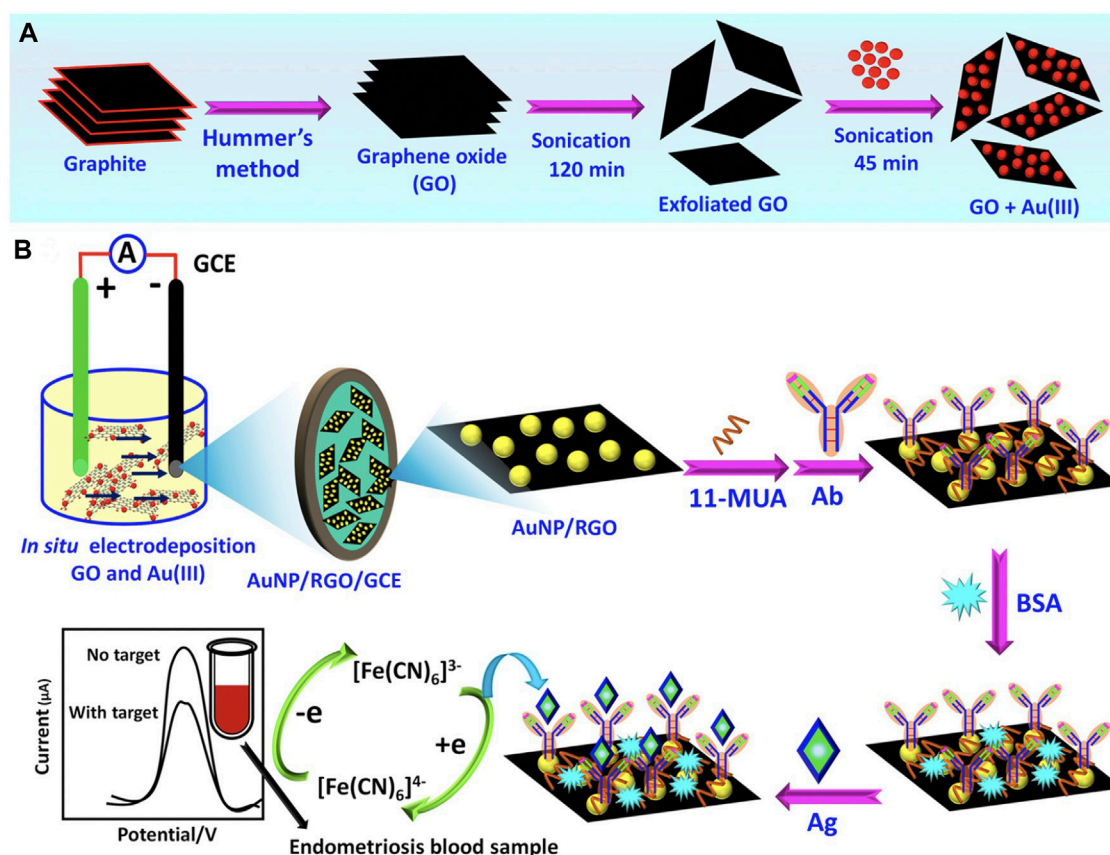 A
Graphite
Hummer's
method
Graphene oxide
(GO)
Sonication
120 min
Exfoliated GO
Sonication
45 min
GO + Au(III)
B
A
GCE
+
-
In situ electrodeposition
GO and Au(III)
AuNP/RGO/GCE
AuNP/RGO
11-MUA
Ab
BSA
Ag
[Fe(CN)6]3-
-e
+e
[Fe(CN)6]4-
No target
With target
Current (µA)
Potential/V
Endometriosis blood sample